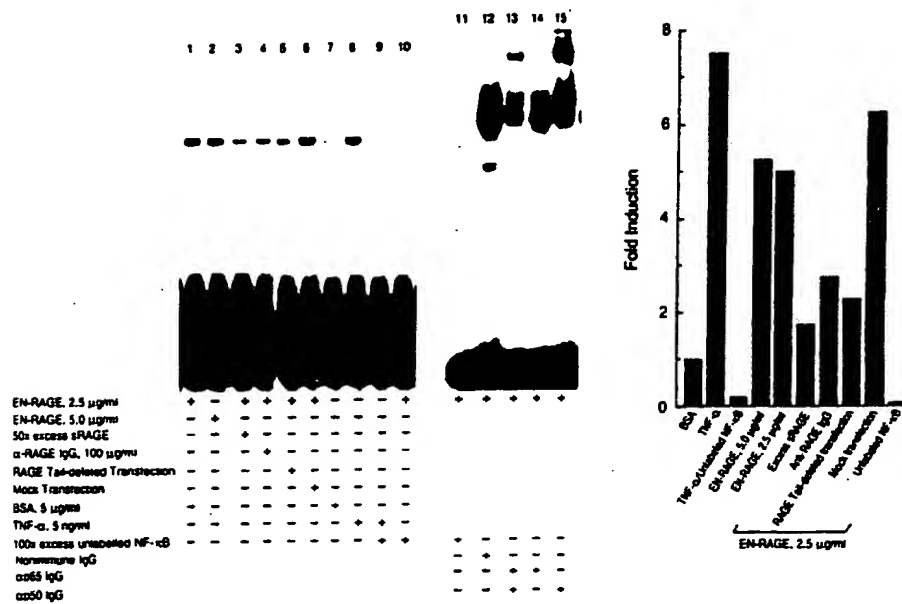 1 2 3 4 5 6 7 8 9 10
11 12 13 14 15
EN-RAGE, 2.5 µg/ml + - + + + + - - - + + + + + +
EN-RAGE, 5.0 µg/ml - + - - - - - - - -
50x excess sRAGE - - + - - - - - - -
α-RAGE IgG, 100 µg/ml - - - + - - - - - -
RAGE Tail-deleted Transfection - - - - + - - - - -
Mock Transfection - - - - - + - - - -
BSA, 5 µg/ml + - - - - - + - - -
TNF-α, 5 ng/ml - - - - - - - + + -
100x excess unlabelled NF-κB - - - - - - - - + + + - - - -
Nonimmune IgG - + - - -
αp65 IgG - - + + -
αp50 IgG - - + - +
Fold Induction
8
6
4
2
0
BSA
TNF-α
TNF-α/Unlabelled NF-κB
EN-RAGE, 5.0 µg/ml
EN-RAGE, 2.5 µg/ml
Excess sRAGE
Anti RAGE IgG
RAGE Tail-deleted transfection
Mock transfection
Unlabelled NF-κB
EN-RAGE, 2.5 µg/ml